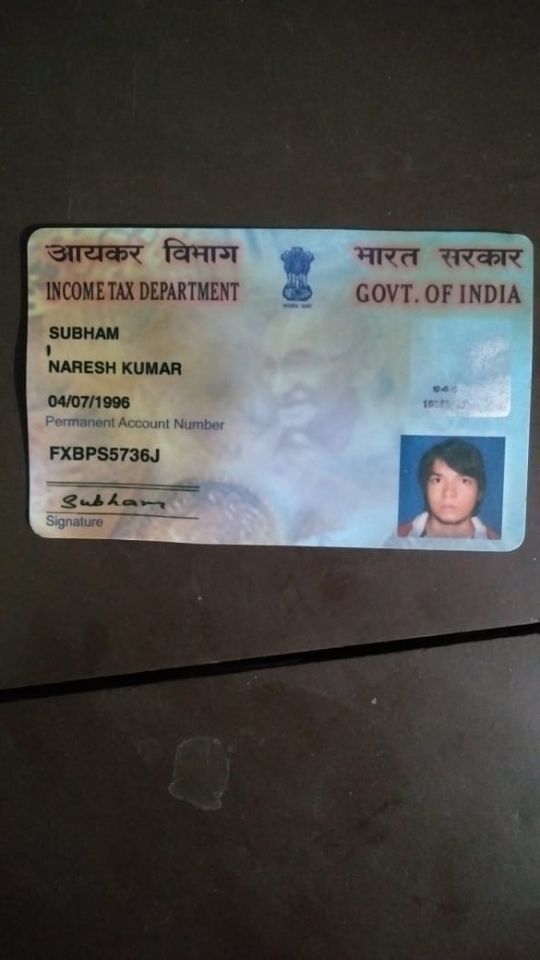 आयकर विभाग
INCOME TAX DEPARTMENT
भारत सरकार
GOVT. OF INDIA
SUBHAM
NARESH KUMAR
04/07/1996
Permanent Account Number
FXBPS5736J
Subham
Signature